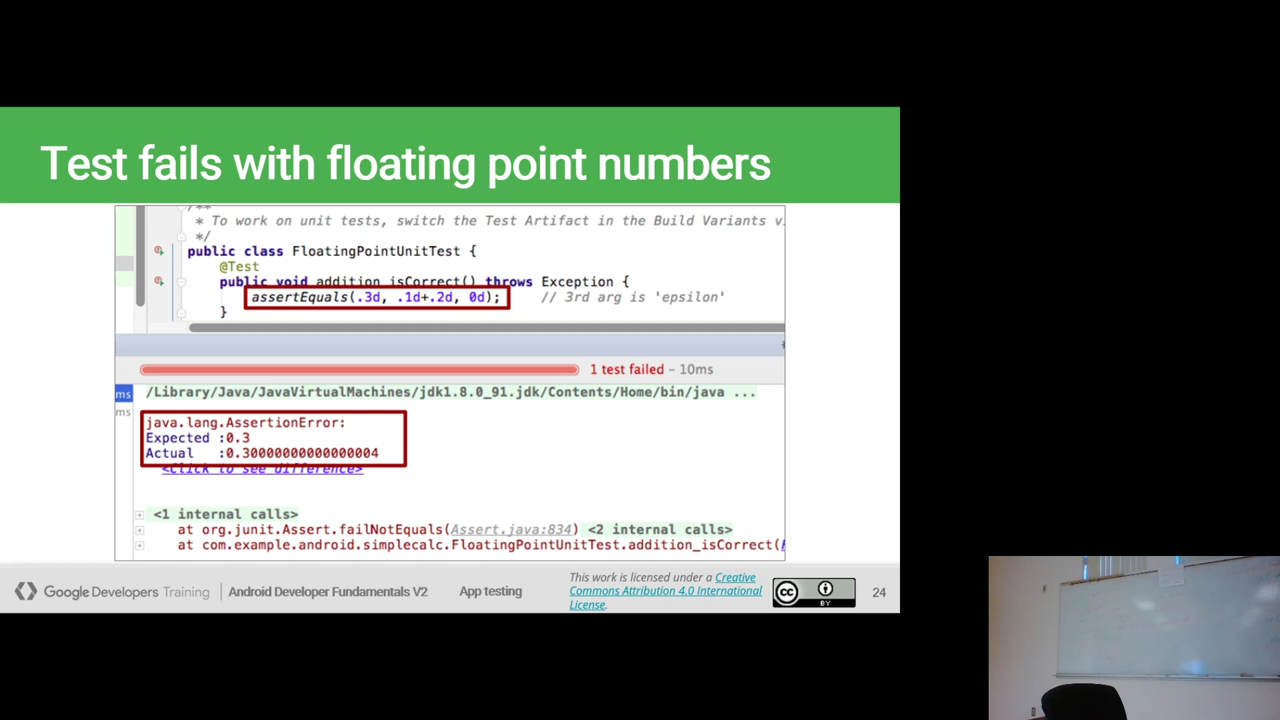 Test fails with floating point numbers
/**
* To work on unit tests, switch the Test Artifact in the Build Variants v
*/
public class FloatingPointUnitTest {
@Test
public void addition_isCorrect() throws Exception {
assertEquals(.3d, .1d+.2d, 0d); // 3rd arg is 'epsilon'
}
1 test failed – 10ms
ms /Library/Java/JavaVirtualMachines/jdk1.8.0_91.jdk/Contents/Home/bin/java ...
ms
java.lang.AssertionError:
Expected :0.3
Actual :0.30000000000000004
<Click to see difference>
<1 internal calls>
at org.junit.Assert.failNotEquals(Assert.java:834) <2 internal calls>
at com.example.android.simplecalc.FloatingPointUnitTest.addition_isCorrect(
Google Developers Training Android Developer Fundamentals V2 App testing
This work is licensed under a Creative
Commons Attribution 4.0 International
License.
cc BY
24